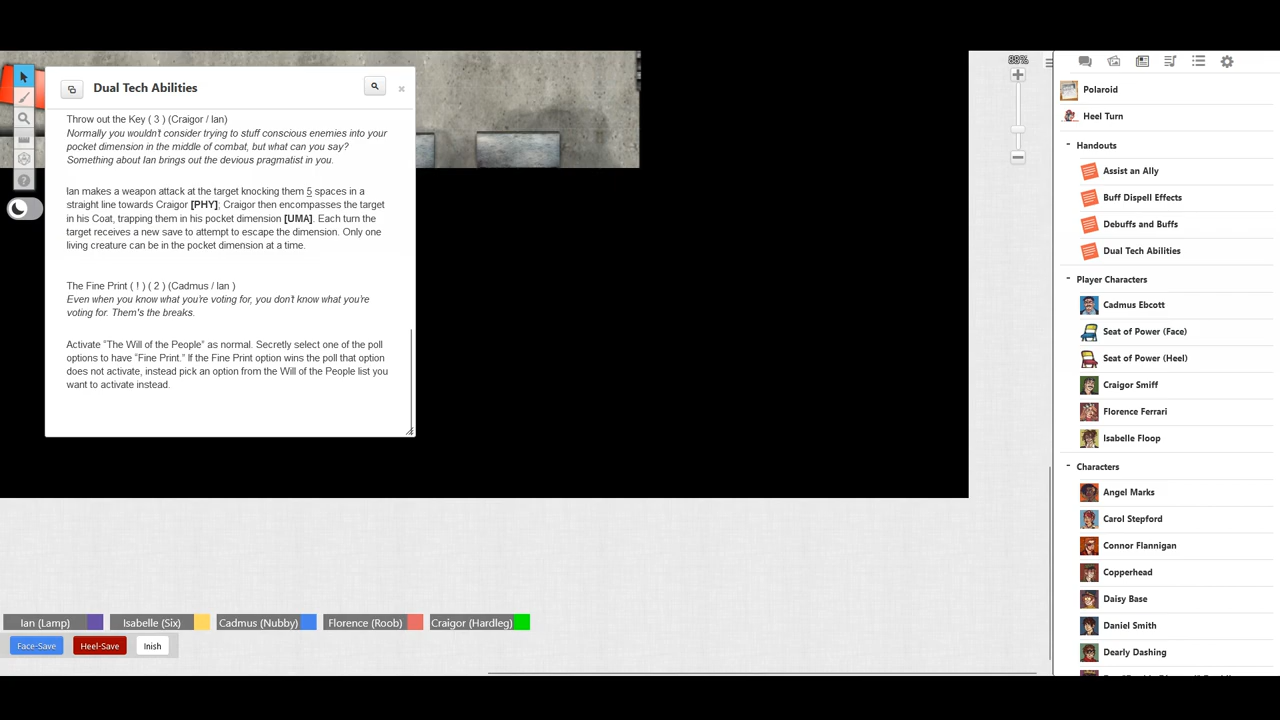 Dual Tech Abilities
Throw out the Key ( 3 ) (Craigor / Ian)
Normally you wouldn't consider trying to stuff conscious enemies into your
pocket dimension in the middle of combat, but what can you say?
Something about Ian brings out the devious pragmatist in you.
Ian makes a weapon attack at the target knocking them 5 spaces in a
straight line towards Craigor [PHY]; Craigor then encompasses the target
in his Coat, trapping them in his pocket dimension [UMA]. Each turn the
target receives a new save to attempt to escape the dimension. Only one
living creature can be in the pocket dimension at a time.
The Fine Print ( ! ) ( 2 ) (Cadmus / Ian )
Even when you know what you're voting for, you don't know what you're
voting for. Them's the breaks.
Activate “The Will of the People” as normal. Secretly select one of the poll
options to have “Fine Print.” If the Fine Print option wins the poll that option
does not activate, instead pick an option from the Will of the People list you
want to activate instead.
88%
Polaroid
Heel Turn
Handouts
Assist an Ally
Buff Dispell Effects
Debuffs and Buffs
Dual Tech Abilities
Player Characters
Cadmus Ebcott
Seat of Power (Face)
Seat of Power (Heel)
Craigor Smiff
Florence Ferrari
Isabelle Floop
Characters
Angel Marks
Carol Stepford
Connor Flannigan
Copperhead
Daisy Base
Daniel Smith
Dearly Dashing
Ian (Lamp)
Isabelle (Six)
Cadmus (Nubby)
Florence (Roob)
Craigor (Hardleg)
Face-Save
Heel-Save
Inish